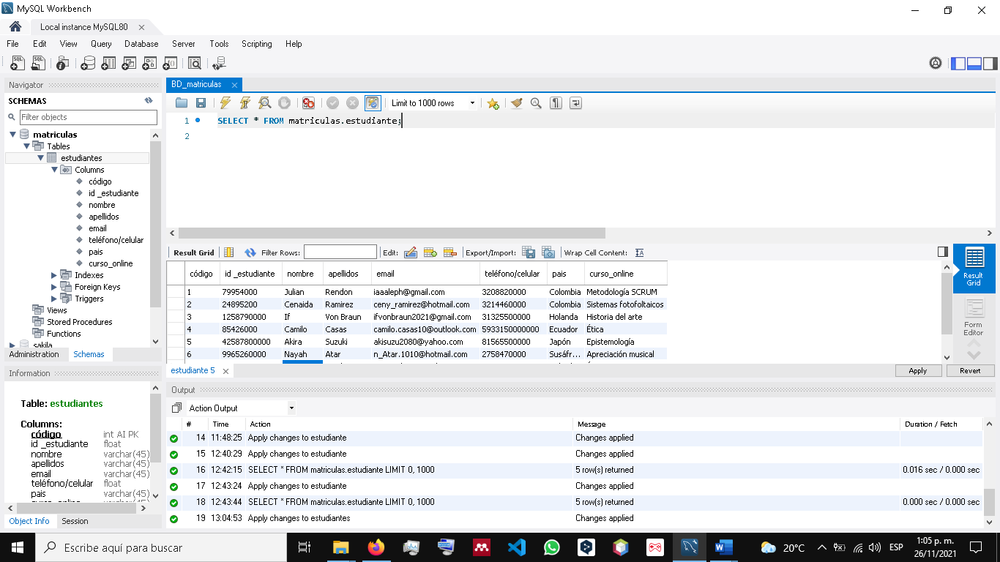 MySQL Workbench
Local instance MySQL80
File Edit View Query Database Server Tools Scripting Help
Navigator
SCHEMAS
Filter objects
matriculas
Tables
estudiantes
Columns
código
id _estudiante
nombre
apellidos
email
teléfono/celular
pais
curso_online
Indexes
Foreign Keys
Triggers
Views
Stored Procedures
Functions
sakila
Administration Schemas
Information
Table: estudiantes
Columns:
código int AI PK
id _estudiante float
nombre varchar(45)
apellidos varchar(45)
email varchar(45)
teléfono/celular float
pais varchar(45)
curso_online varchar(45)
Object Info Session
BD_matriculas
Limit to 1000 rows
1 SELECT * FROM matriculas.estudiante;
2
Result Grid Filter Rows: Edit: Export/Import: Wrap Cell Content:
código id _estudiante nombre apellidos email teléfono/celular pais curso_online
1 79954000 Julian Rendon iaaaleph@gmail.com 3208820000 Colombia Metodología SCRUM
2 24895200 Cenaida Ramirez ceny_ramirez@hotmail.com 3214460000 Colombia Sistemas fotofoltaicos
3 1258790000 If Von Braun ifvonbraun2021@gmail.com 31325500000 Holanda Historia del arte
4 85426000 Camilo Casas camilo.casas10@outlook.com 5933150000000 Ecuador Ética
5 42587800000 Akira Suzuki akisuzu2080@yahoo.com 81565500000 Japón Epistemología
6 9965260000 Nayah Atar n_Atar.1010@hotmail.com 2758470000 Susáfr... Apreciación musical
Result Grid
Form Editor
estudiante 5
Apply Revert
Output
Action Output
# Time Action Message Duration / Fetch
14 11:48:25 Apply changes to estudiante Changes applied
15 12:40:29 Apply changes to estudiante Changes applied
16 12:42:15 SELECT * FROM matriculas.estudiante LIMIT 0, 1000 5 row(s) returned 0.016 sec / 0.000 sec
17 12:43:24 Apply changes to estudiante Changes applied
18 12:43:44 SELECT * FROM matriculas.estudiante LIMIT 0, 1000 5 row(s) returned 0.000 sec / 0.000 sec
19 13:04:53 Apply changes to estudiantes Changes applied
Escribe aquí para buscar
20°C ESP 1:05 p. m.
26/11/2021